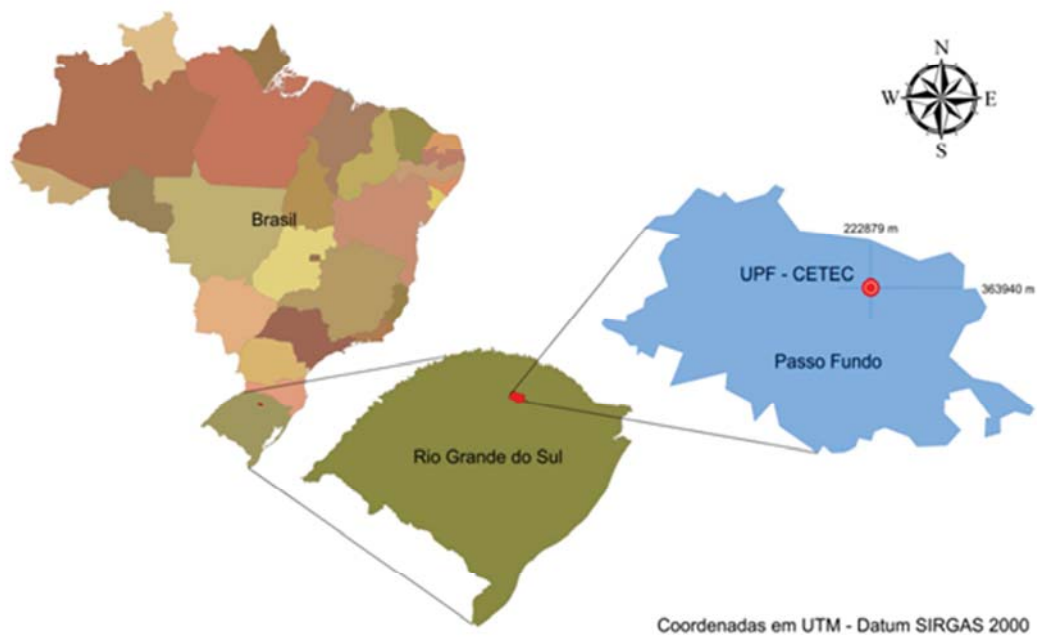 N
W E
S
Brasil
222879 m
UPF - CETEC
363940 m
Passo Fundo
Rio Grande do Sul
Coordenadas em UTM - Datum SIRGAS 2000